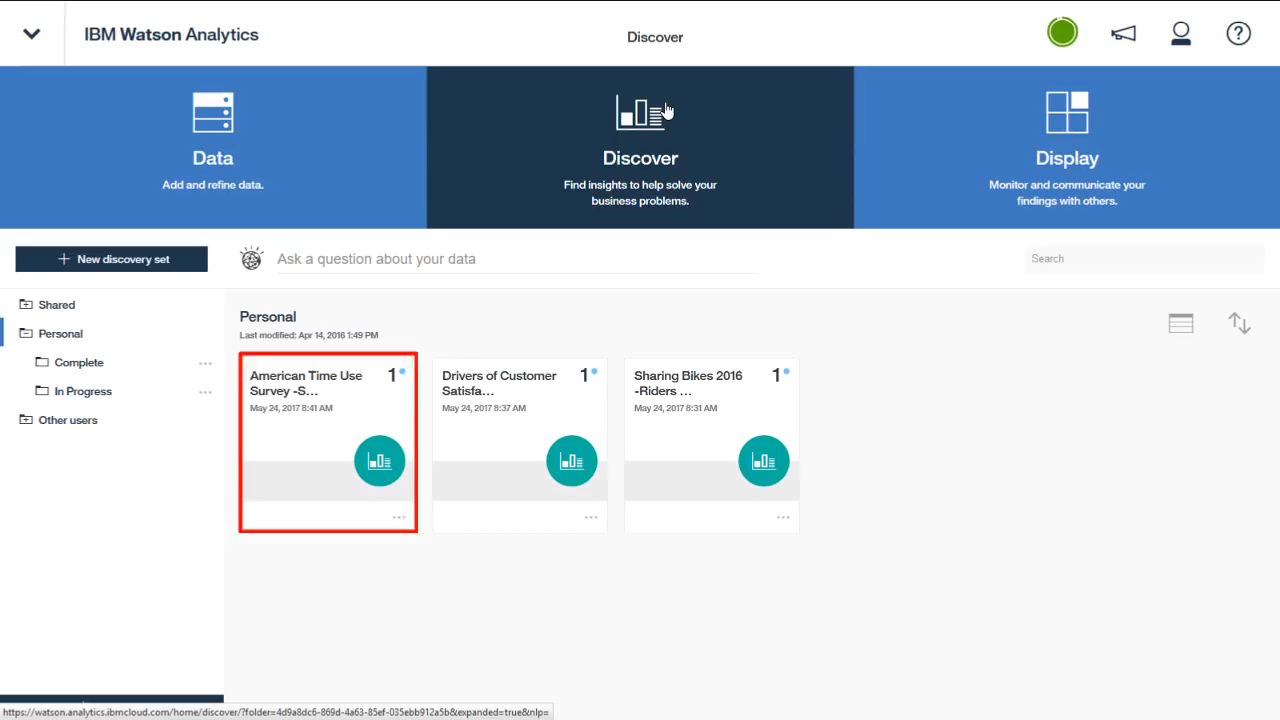 IBM Watson Analytics
Discover
?
Data
Add and refine data.
Discover
Find insights to help solve your
business problems.
Display
Monitor and communicate your
findings with others.
+ New discovery set
Ask a question about your data
Search
Shared
Personal
Complete
...
In Progress
...
Other users
Personal
Last modified: Apr 14, 2016 1:49 PM
American Time Use
Survey -S...
1
May 24, 2017 8:41 AM
...
Drivers of Customer
Satisfa...
1
May 24, 2017 8:37 AM
...
Sharing Bikes 2016
-Riders ...
1
May 24, 2017 8:31 AM
...
https://watson.analytics.ibmcloud.com/home/discover/?folder=4d9a8dc6-869d-4a63-85ef-035ebb912a5b&expanded=true&nlp=